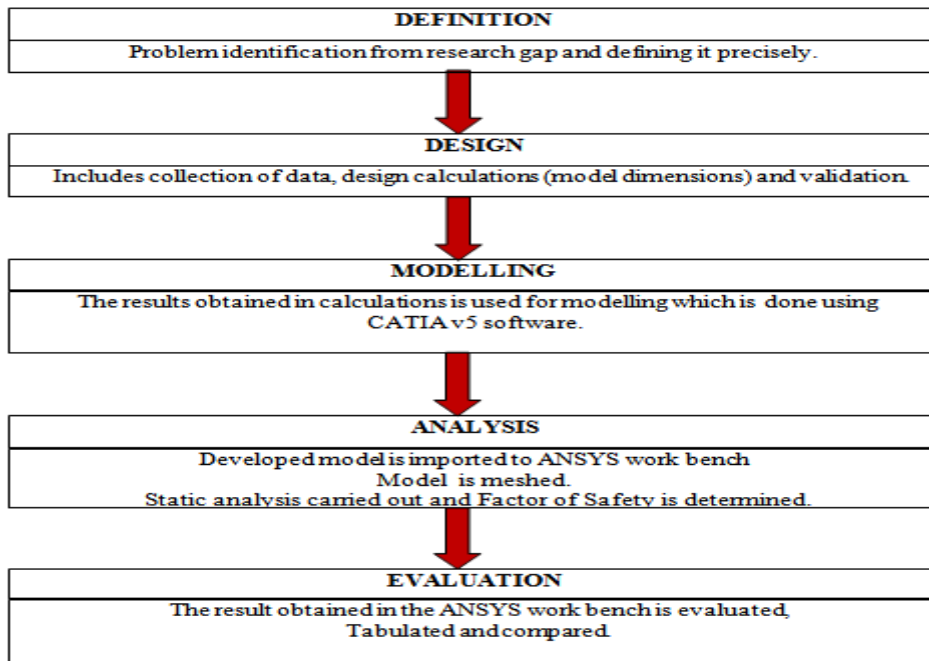 DEFINITION
Problem identification from research gap and defining it precisely.
DESIGN
Includes collection of data, design calculations (model dimensions) and validation.
MODELLING
The results obtained in calculations is used for modelling which is done using
CATIA v5 software.
ANALYSIS
Developed model is imported to ANSYS work bench
Model is meshed.
Static analysis carried out and Factor of Safety is determined.
EVALUATION
The result obtained in the ANSYS work bench is evaluated,
Tabulated and compared.